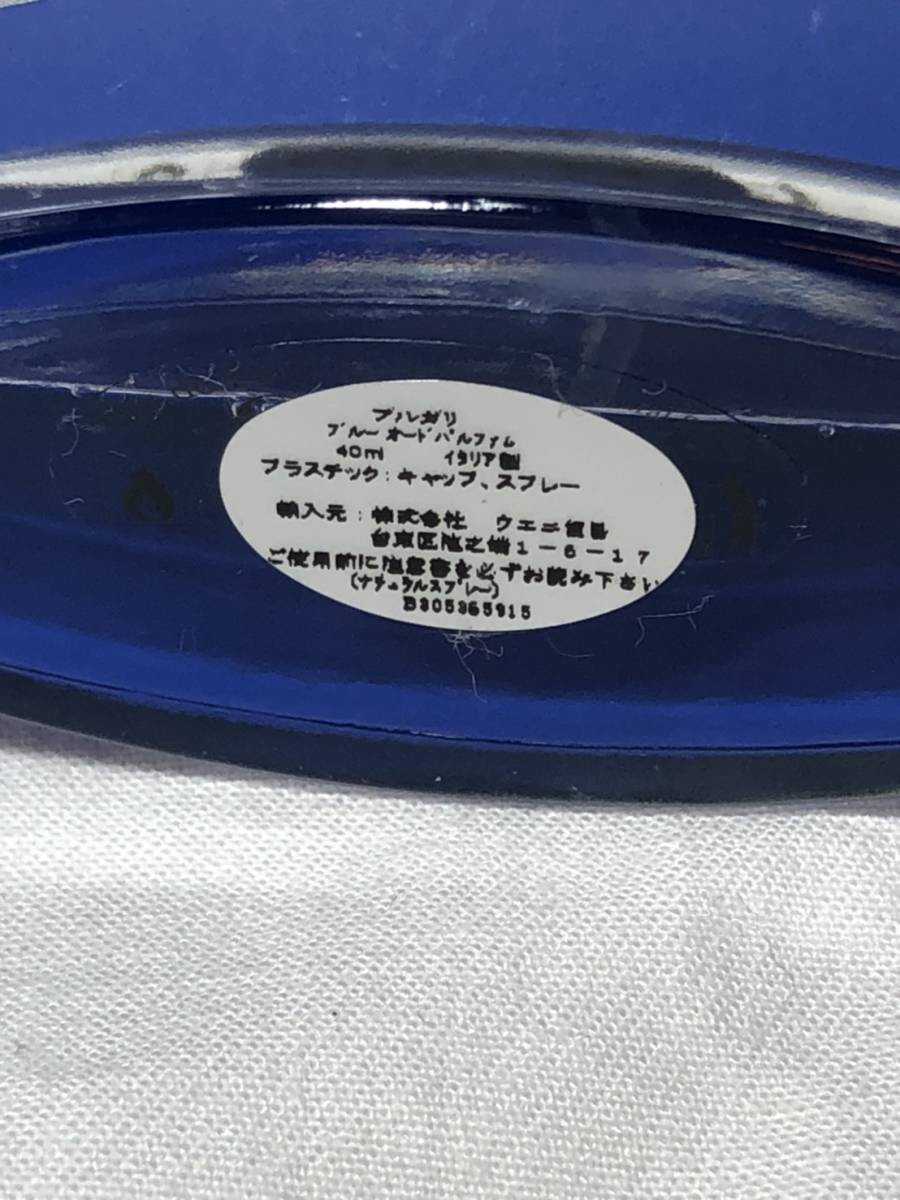 ブルガリ
ブルー オードパルファム
40ml イタリア製
プラスチック：キャップ、スプレー
輸入元：株式会社 ウエニ貿易
台東区池之端1-6-17
ご使用前に注意書を必ずお読み下さい
(ナチュラルスプレー)
B305365915